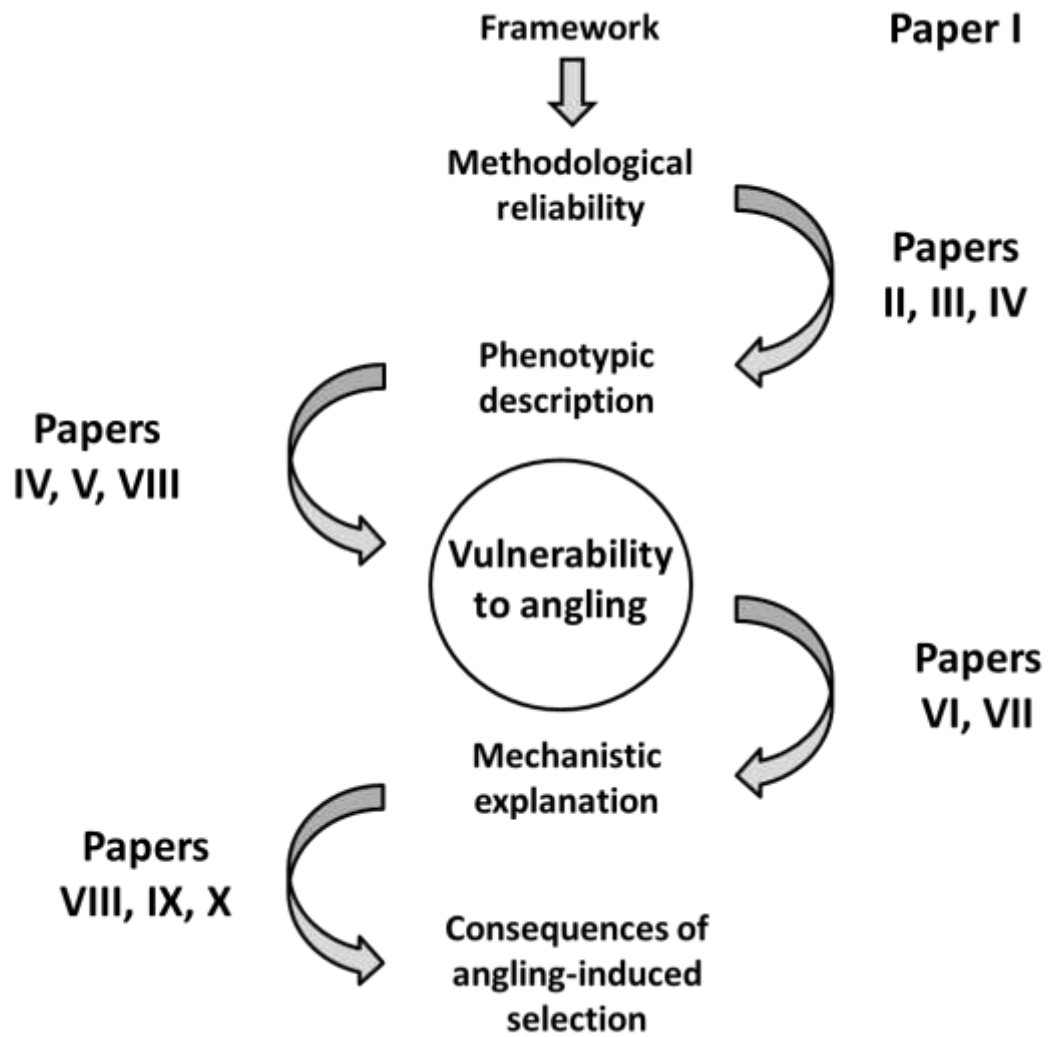 Framework
Paper I
Methodological
reliability
Papers
II, III, IV
Phenotypic
description
Papers
IV, V, VIII
Vulnerability
to angling
Papers
VI, VII
Mechanistic
explanation
Papers
VIII, IX, X
Consequences of
angling-induced
selection